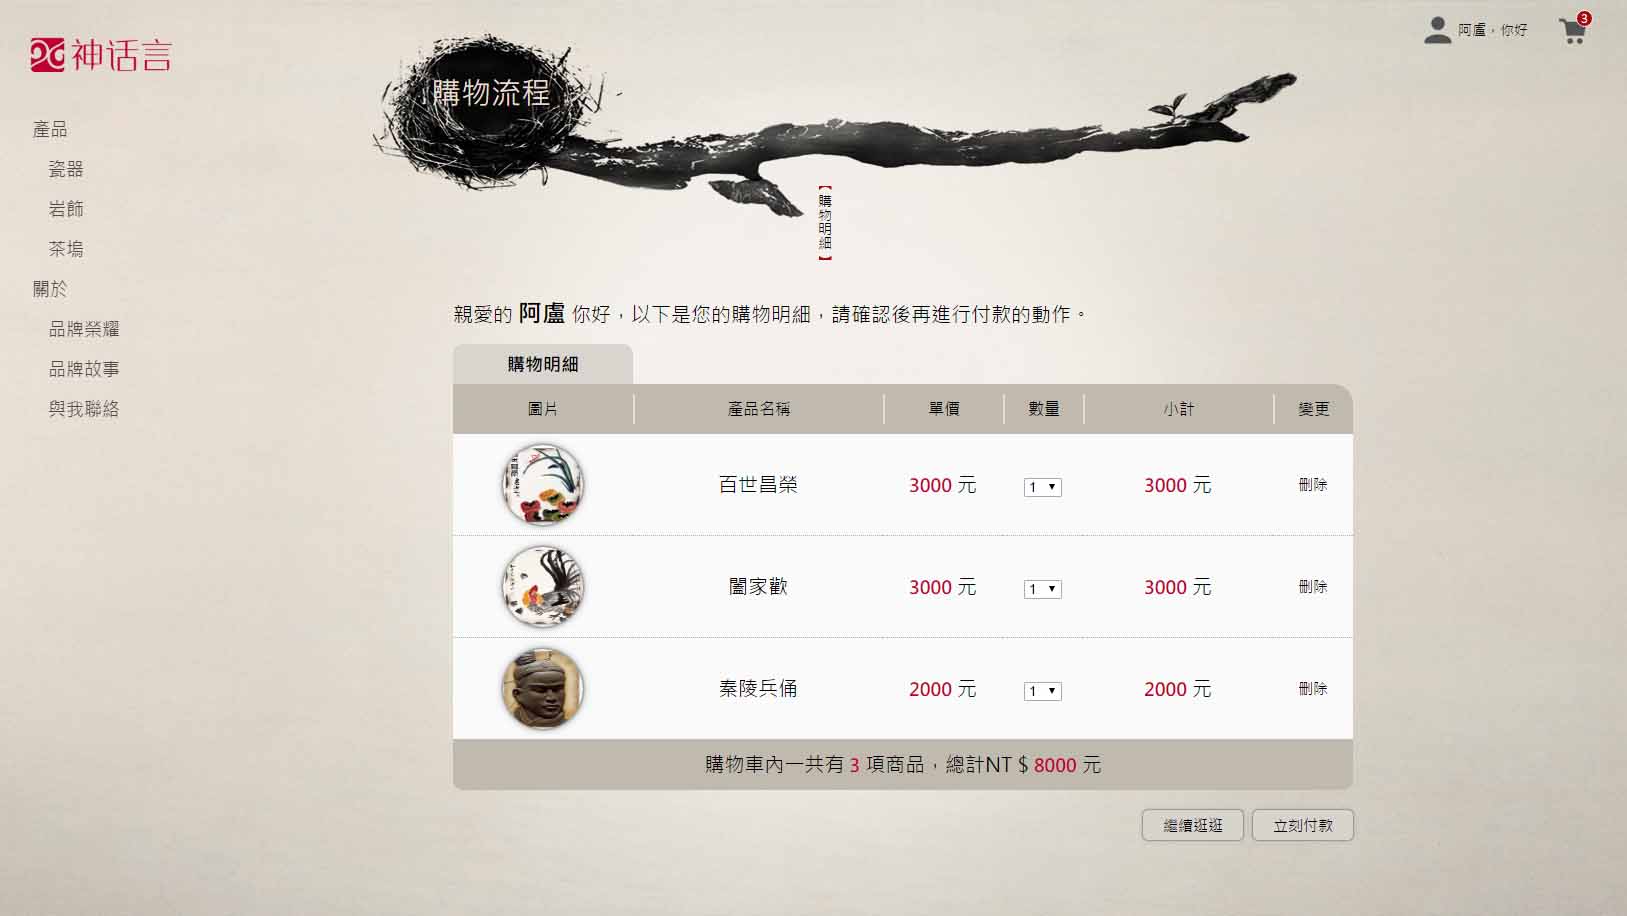 神话言
阿盧，你好
3
產品
瓷器
岩飾
茶塢
關於
品牌榮耀
品牌故事
與我聯絡
購物流程
【購物明細】
親愛的 阿盧 你好，以下是您的購物明細，請確認後再進行付款的動作。
購物明細
圖片 產品名稱 單價 數量 小計 變更
百世昌榮 3000 元 1 3000 元 刪除
闔家歡 3000 元 1 3000 元 刪除
秦陵兵俑 2000 元 1 2000 元 刪除
購物車內一共有 3 項商品，總計NT $ 8000 元
繼續逛逛 立刻付款